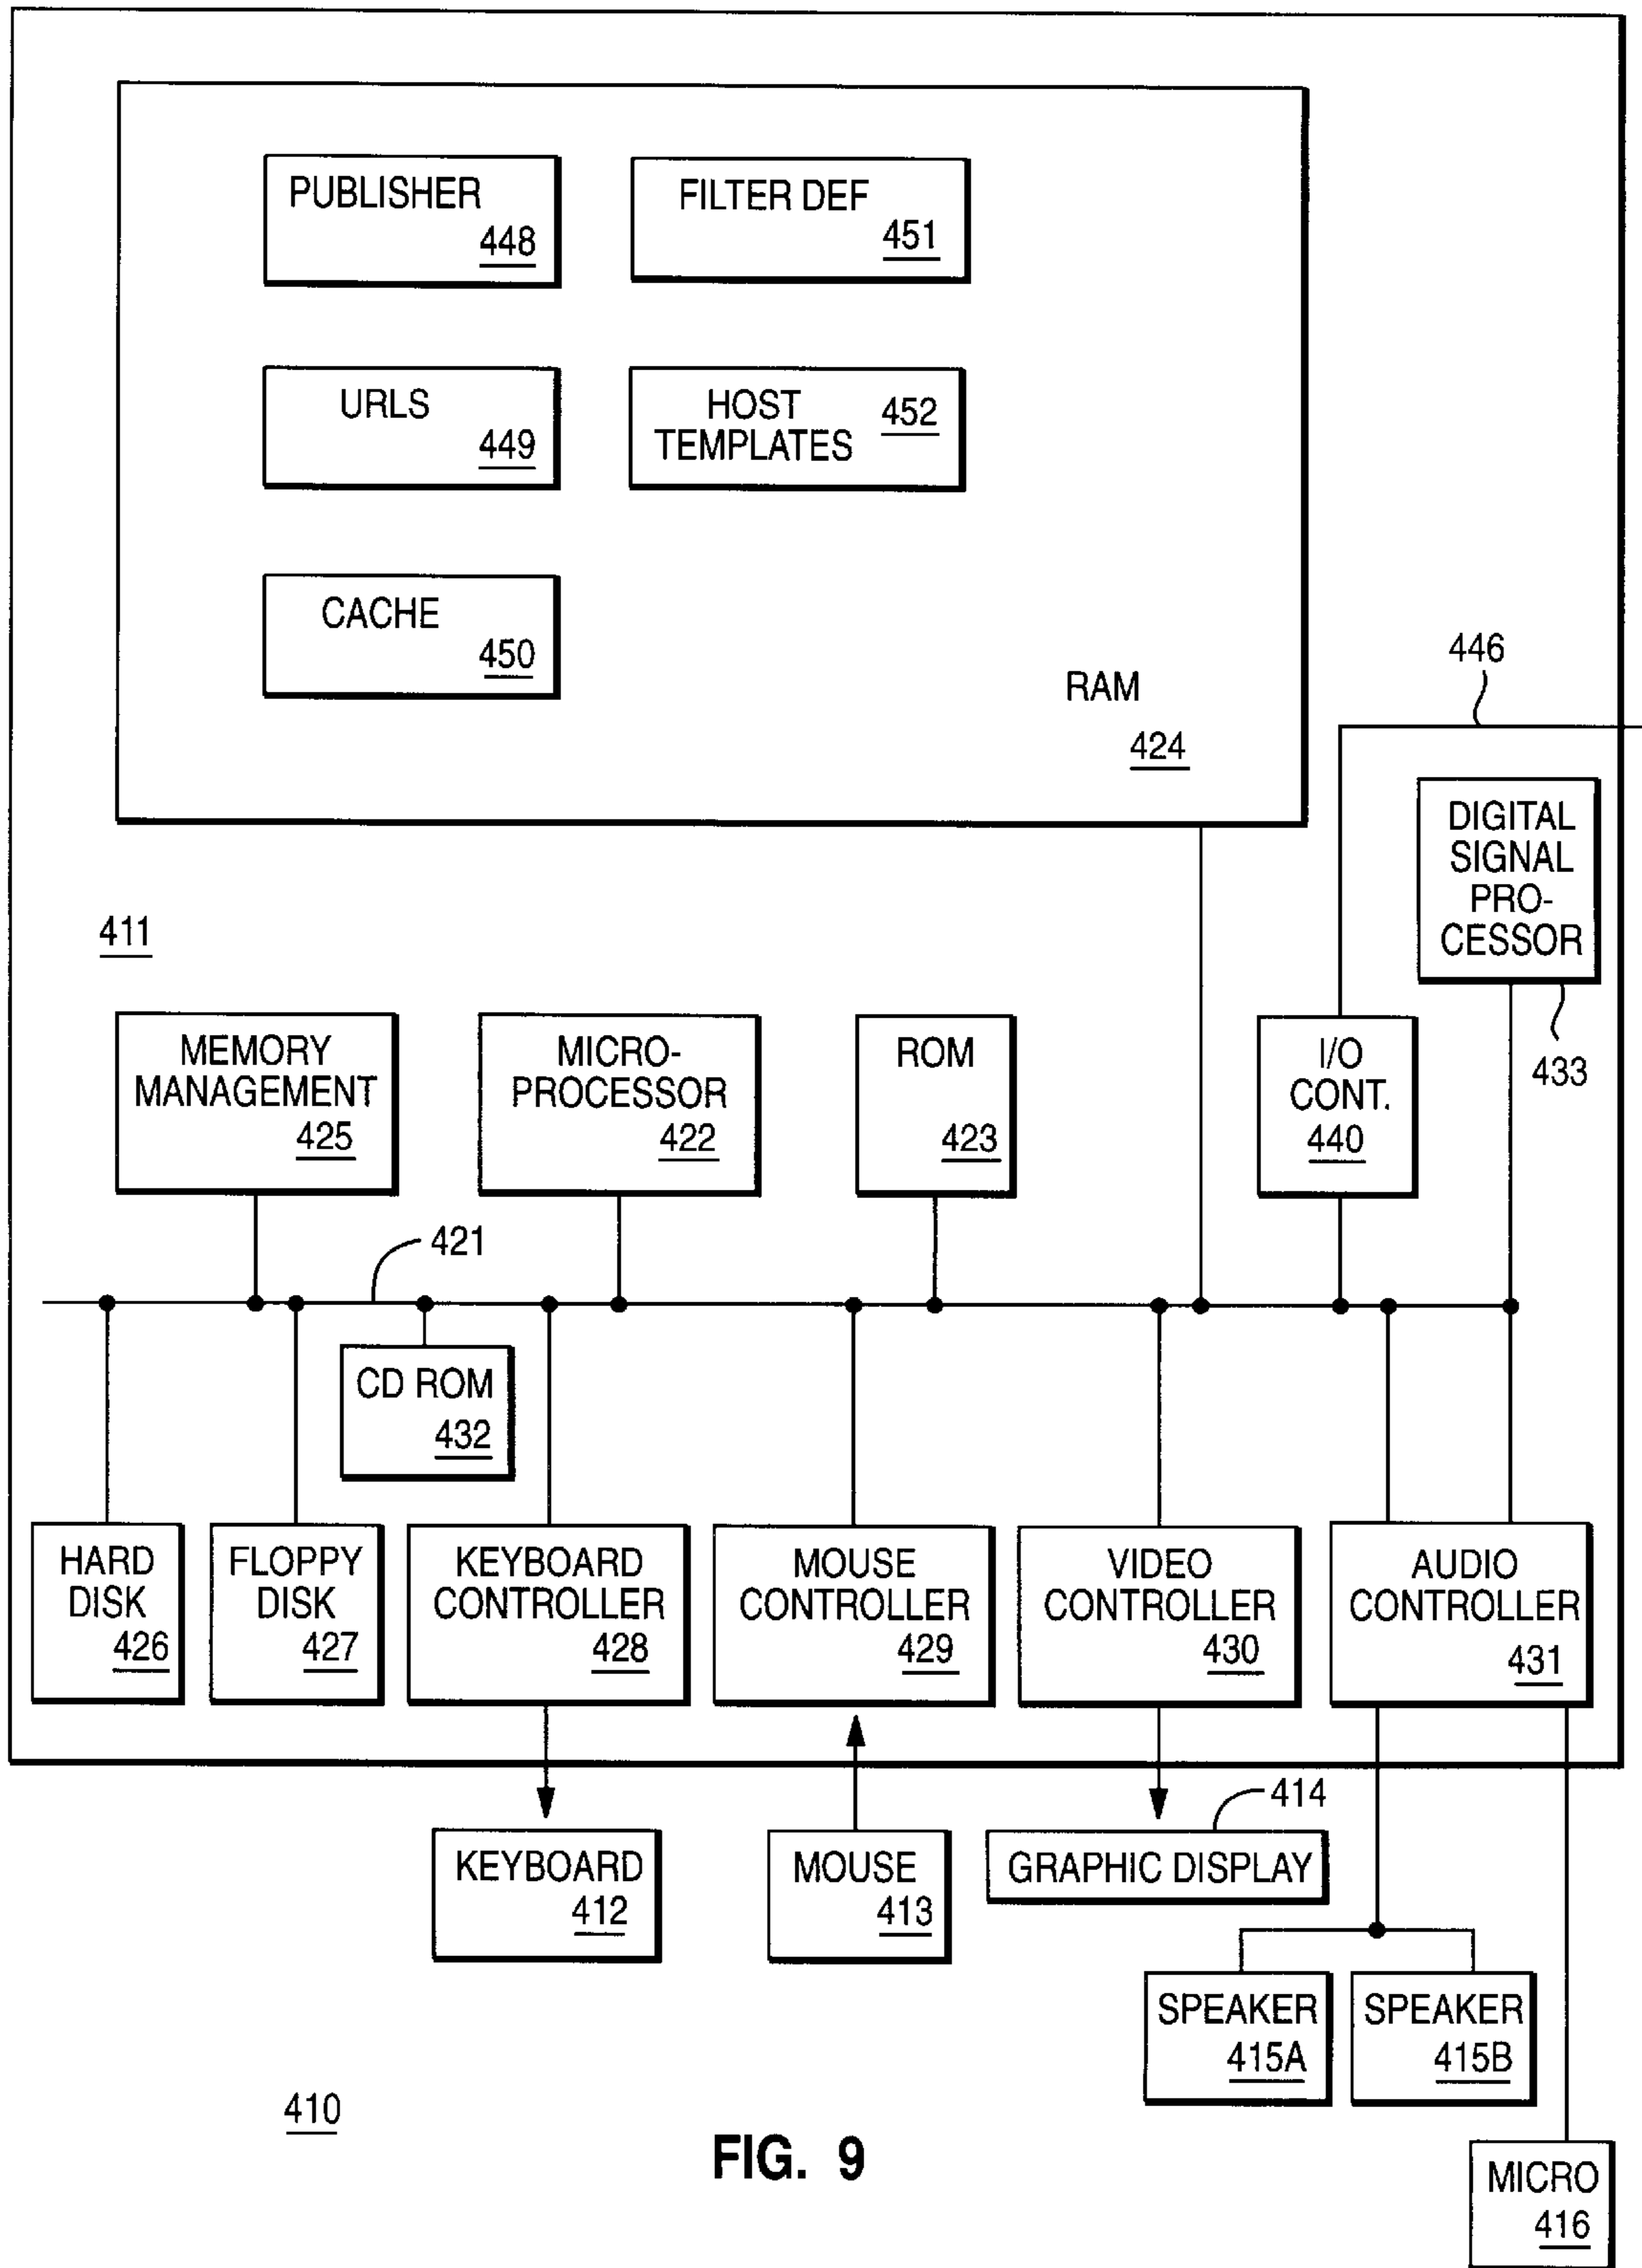 PUBLISHER
448
FILTER DEF
451
URLS
449
HOST
TEMPLATES
452
CACHE
450
RAM
424
446
DIGITAL
SIGNAL
PRO-
CESSOR
433
411
MEMORY
MANAGEMENT
425
MICRO-
PROCESSOR
422
ROM
423
I/O
CONT.
440
421
CD ROM
432
HARD
DISK
426
FLOPPY
DISK
427
KEYBOARD
CONTROLLER
428
MOUSE
CONTROLLER
429
VIDEO
CONTROLLER
430
AUDIO
CONTROLLER
431
KEYBOARD
412
MOUSE
413
414
GRAPHIC DISPLAY
SPEAKER
415A
SPEAKER
415B
410
FIG. 9
MICRO
416